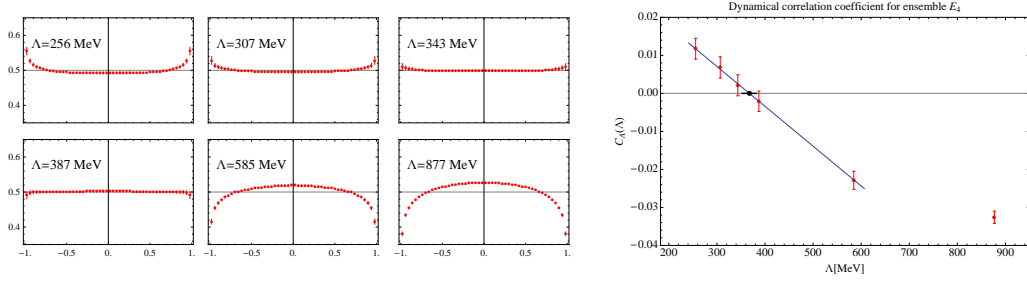 Λ=256 MeV
Λ=307 MeV
Λ=343 MeV
0.6
0.5
0.4
Λ=387 MeV
Λ=585 MeV
Λ=877 MeV
0.6
0.5
0.4
-1. -0.5 0. 0.5 1.
-1. -0.5 0. 0.5 1.
-1. -0.5 0. 0.5 1.
Dynamical correlation coefficient for ensemble E4
0.02
0.01
0.00
-0.01
-0.02
-0.03
-0.04
CA(Λ)
200 300 400 500 600 700 800 900
Λ[MeV]